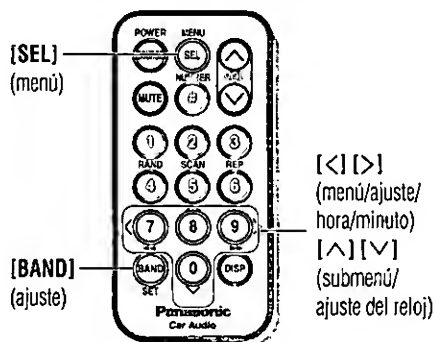 POWER MENU
[SEL]
(menú)
SEL
VOL
NUMBER
MUTE #
1 2 3
RAND SCAN REP
4 5 6
[<] [>]
(menú/ajuste/
hora/minuto)
[∧] [∨]
(submenú/
ajuste del reloj)
7 8 9
[BAND]
(ajuste)
BAND 0 DISP
SET
Panasonic
Car Audio